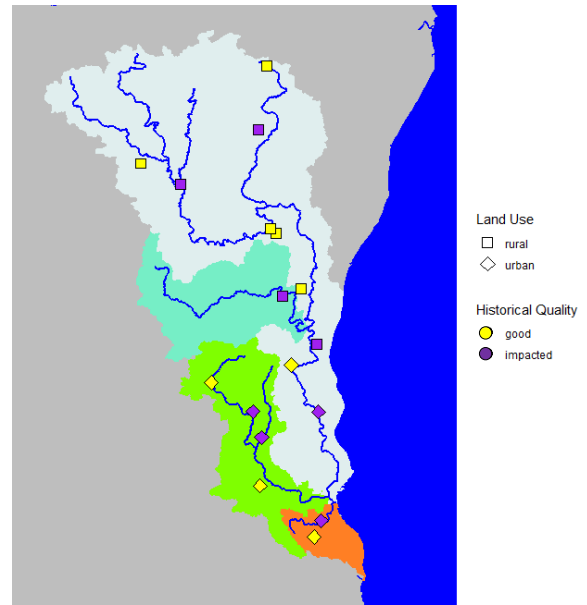 Land Use
rural
urban
Historical Quality
good
impacted